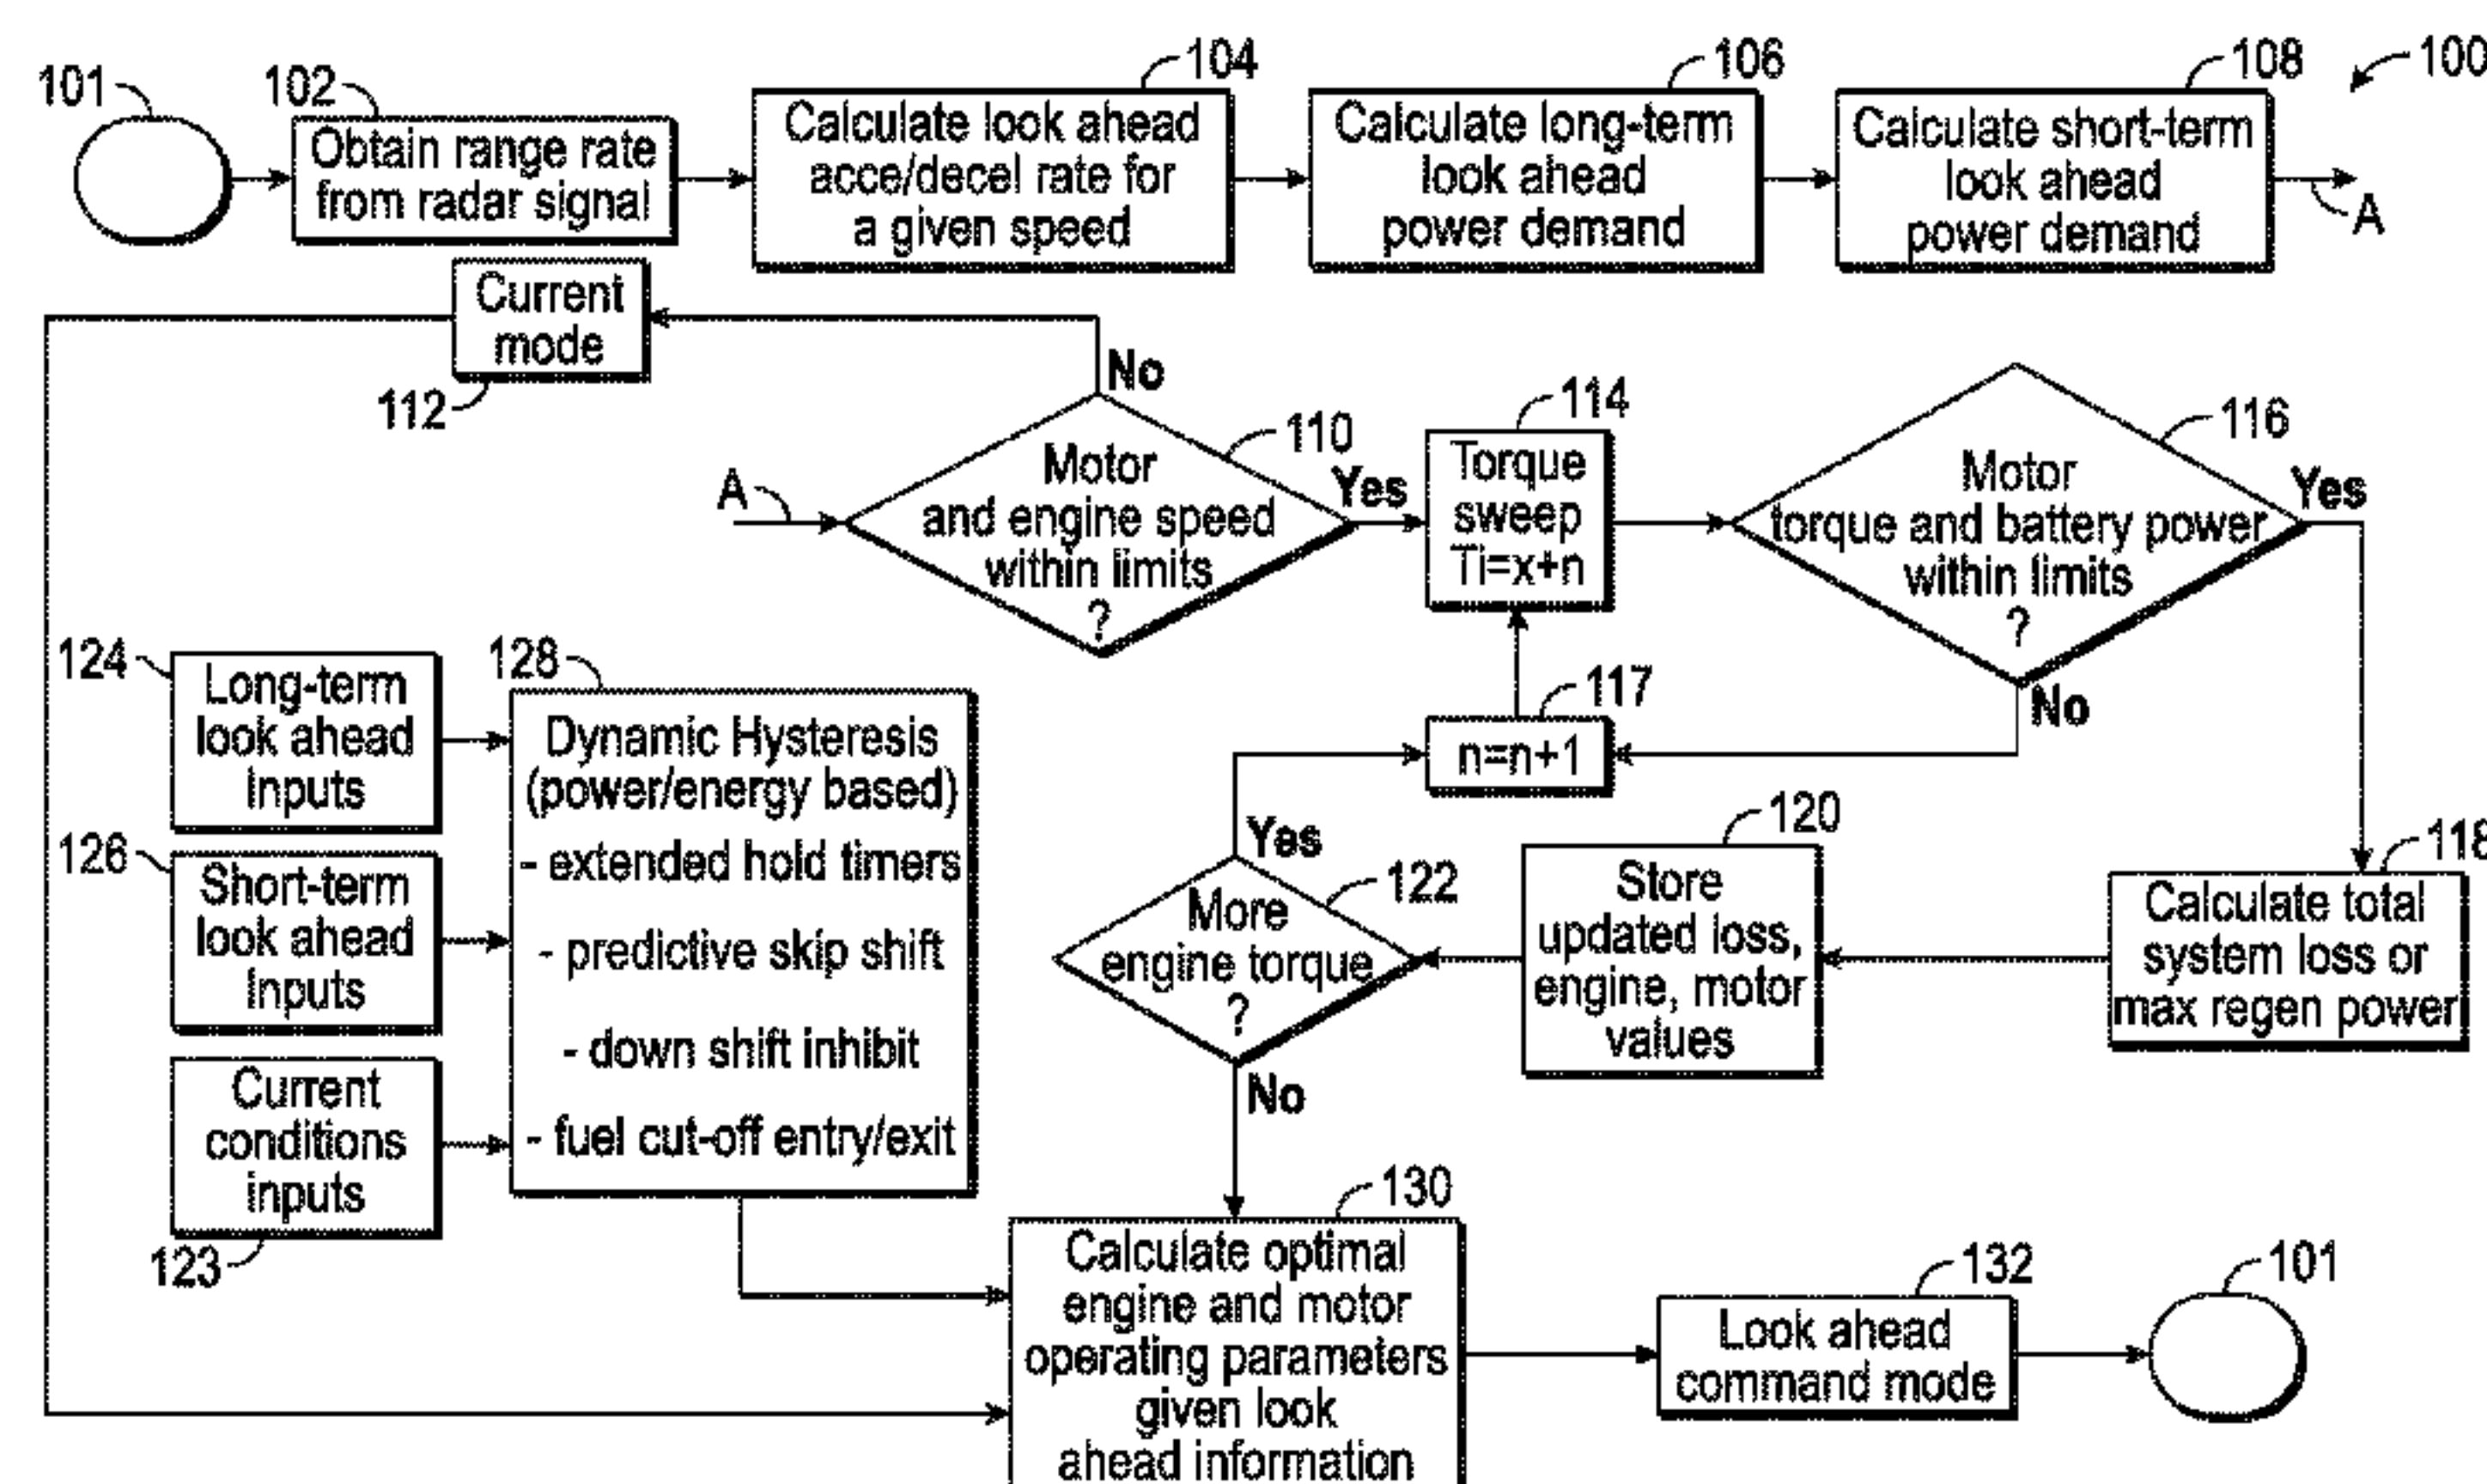 101
102
Obtain range rate
from radar signal
104
Calculate look ahead
acce/decel rate for
a given speed
106
Calculate long-term
look ahead
power demand
108
Calculate short-term
look ahead
power demand
100
A
Current
mode
112
No
A
110
Motor
and engine speed
within limits
?
Yes
114
Torque
sweep
Ti=x+n
116
Motor
torque and battery power
within limits
?
Yes
No
117
n=n+1
118
Calculate total
system loss or
max regen power
120
Store
updated loss,
engine, motor
values
122
More
engine torque
?
Yes
No
124
Long-term
look ahead
Inputs
126
Short-term
look ahead
Inputs
Current
conditions
inputs
123
128
Dynamic Hysteresis
(power/energy based)
- extended hold timers
- predictive skip shift
- down shift inhibit
- fuel cut-off entry/exit
130
Calculate optimal
engine and motor
operating parameters
given look
ahead information
132
Look ahead
command mode
101